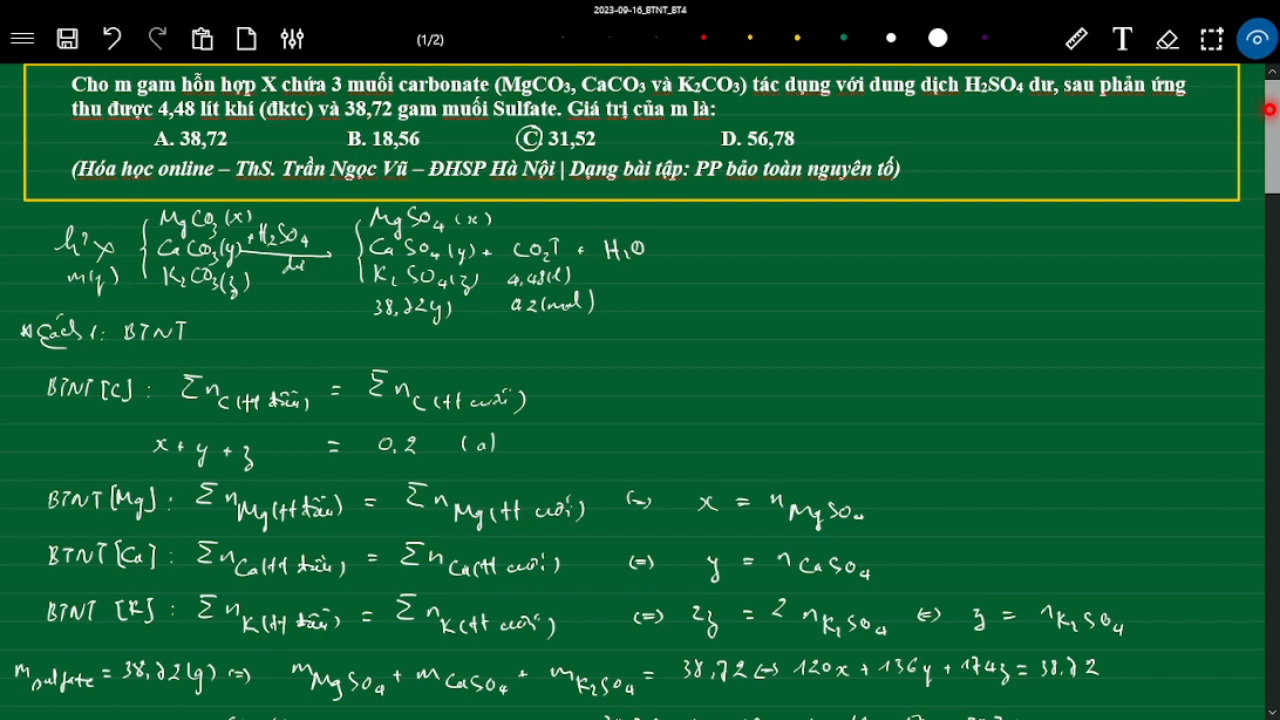 2023-09-16_BTNT_BT4
(1/2)
Cho m gam hỗn hợp X chứa 3 muối carbonate (MgCO₃, CaCO₃ và K₂CO₃) tác dụng với dung dịch H₂SO₄ dư, sau phản ứng
thu được 4,48 lít khí (đktc) và 38,72 gam muối Sulfate. Giá trị của m là:
A. 38,72 B. 18,56 C. 31,52 D. 56,78
(Hóa học online – ThS. Trần Ngọc Vũ – ĐHSP Hà Nội | Dạng bài tập: PP bảo toàn nguyên tố)
MgCO₃ (x) MgSO₄ (x)
h² X CaCO₃(y) + H₂SO₄ dư CaSO₄(y) + CO₂↑ + H₂O
m(g) K₂CO₃(z) K₂SO₄(z) 4,48(l)
38,72g) 0.2(mol)
* Cách 1: BTNT
BTNT [C] : Σn C(tt đầu) = Σn C(tt cuối)
x + y + z = 0.2 (a)
BTNT [Mg] : Σn Mg(tt đầu) = Σn Mg(tt cuối) (=) x = n MgSO₄
BTNT [Ca] : Σn Ca(tt đầu) = Σn Ca(tt cuối) (=) y = n CaSO₄
BTNT [K] : Σn K(tt đầu) = Σn K(tt cuối) (=) 2z = 2 n K₂SO₄ (=) z = n K₂SO₄
m sulfate = 38,72(g) (=) m MgSO₄ + m CaSO₄ + m K₂SO₄ = 38,72 (=) 120x + 136y + 174z = 38,72